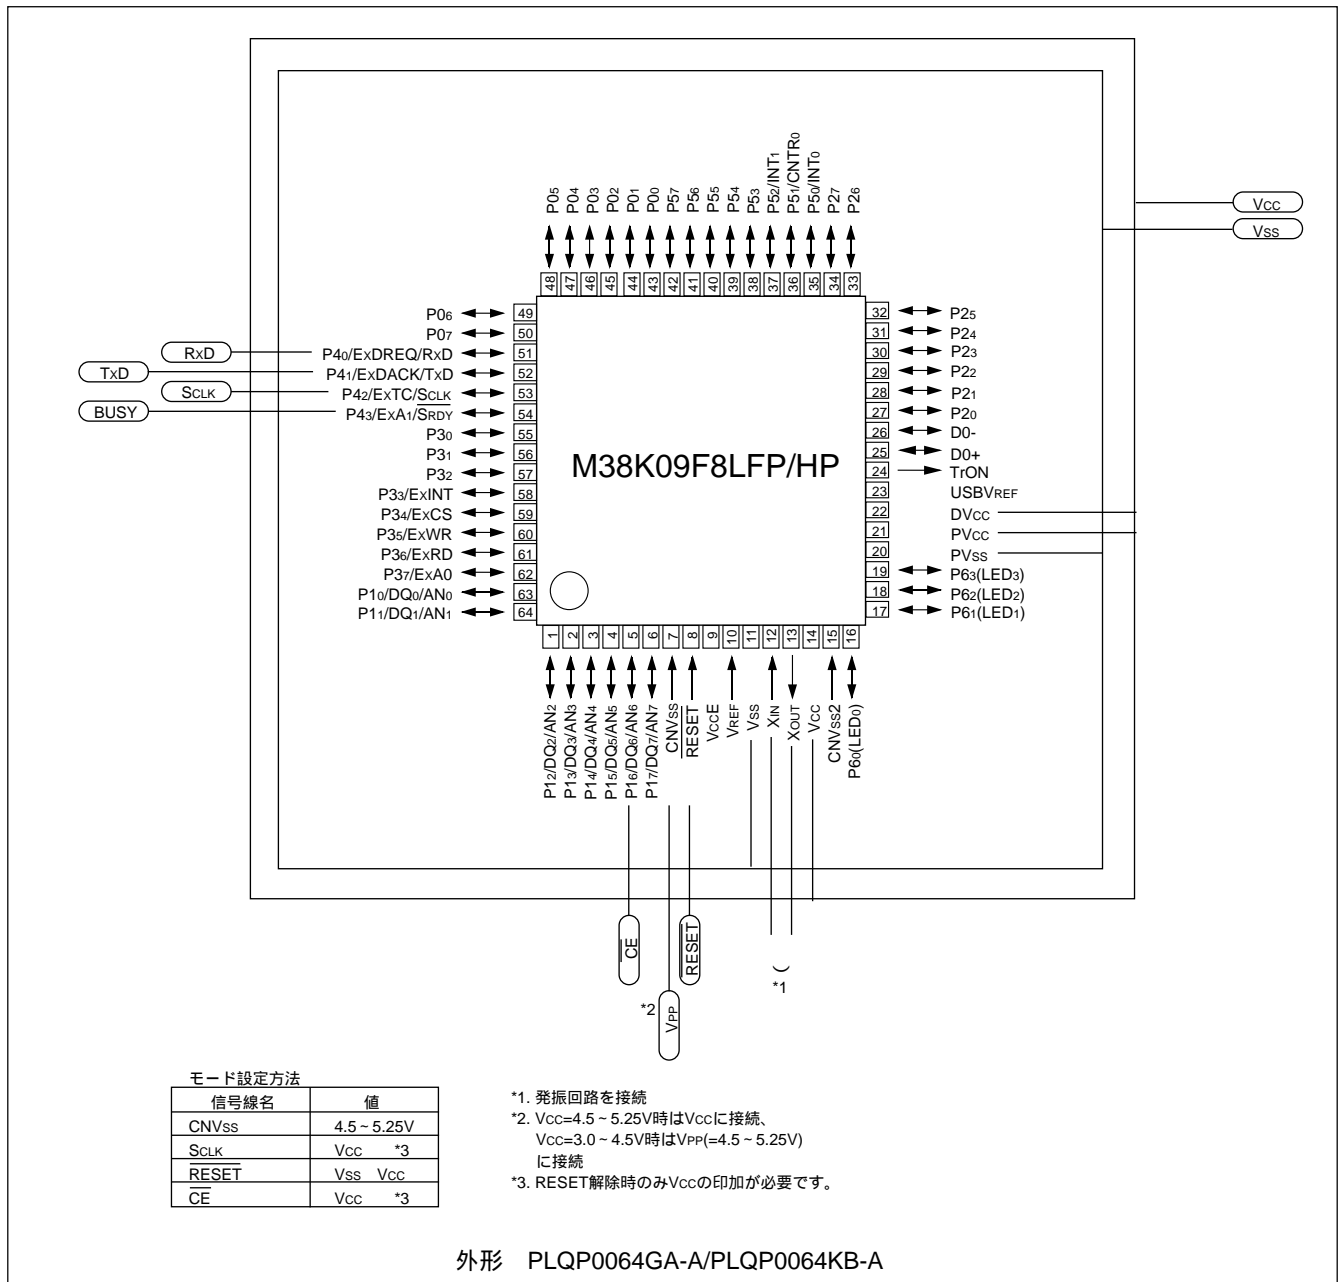 P05
P04
P03
P02
P01
P00
P57
P56
P55
P54
P53
P52/INT1
P51/CNTR0
P50/INT0
P27
P26
48
47
46
45
44
43
42
41
40
39
38
37
36
35
34
33
VCC
VSS
P06 49
P07 50
RXD P40/EXDREQ/RXD 51
TXD P41/EXDACK/TXD 52
SCLK P42/EXTC/SCLK 53
BUSY P43/EXA1/SRDY 54
P30 55
P31 56
P32 57
P33/EXINT 58
P34/EXCS 59
P35/EXWR 60
P36/EXRD 61
P37/EXA0 62
P10/DQ0/AN0 63
P11/DQ1/AN1 64
M38K09F8LFP/HP
32 P25
31 P24
30 P23
29 P22
28 P21
27 P20
26 D0-
25 D0+
24 TrON
23 USBVREF
22 DVCC
21 PVCC
20 PVSS
19 P63(LED3)
18 P62(LED2)
17 P61(LED1)
1
2
3
4
5
6
7
8
9
10
11
12
13
14
15
16
P12/DQ2/AN2
P13/DQ3/AN3
P14/DQ4/AN4
P15/DQ5/AN5
P16/DQ6/AN6
P17/DQ7/AN7
CNVSS
RESET
VCCE
VREF
VSS
XIN
XOUT
VCC
CNVSS2
P60(LED0)
CE
RESET
*1
*2
VPP
モード設定方法
信号線名 値
CNVSS 4.5~5.25V
SCLK VCC *3
RESET VSS VCC
CE VCC *3
*1. 発振回路を接続
*2. VCC=4.5~5.25V時はVCCに接続、
VCC=3.0~4.5V時はVPP(=4.5~5.25V)
に接続
*3. RESET解除時のみVCCの印加が必要です。
外形 PLQP0064GA-A/PLQP0064KB-A